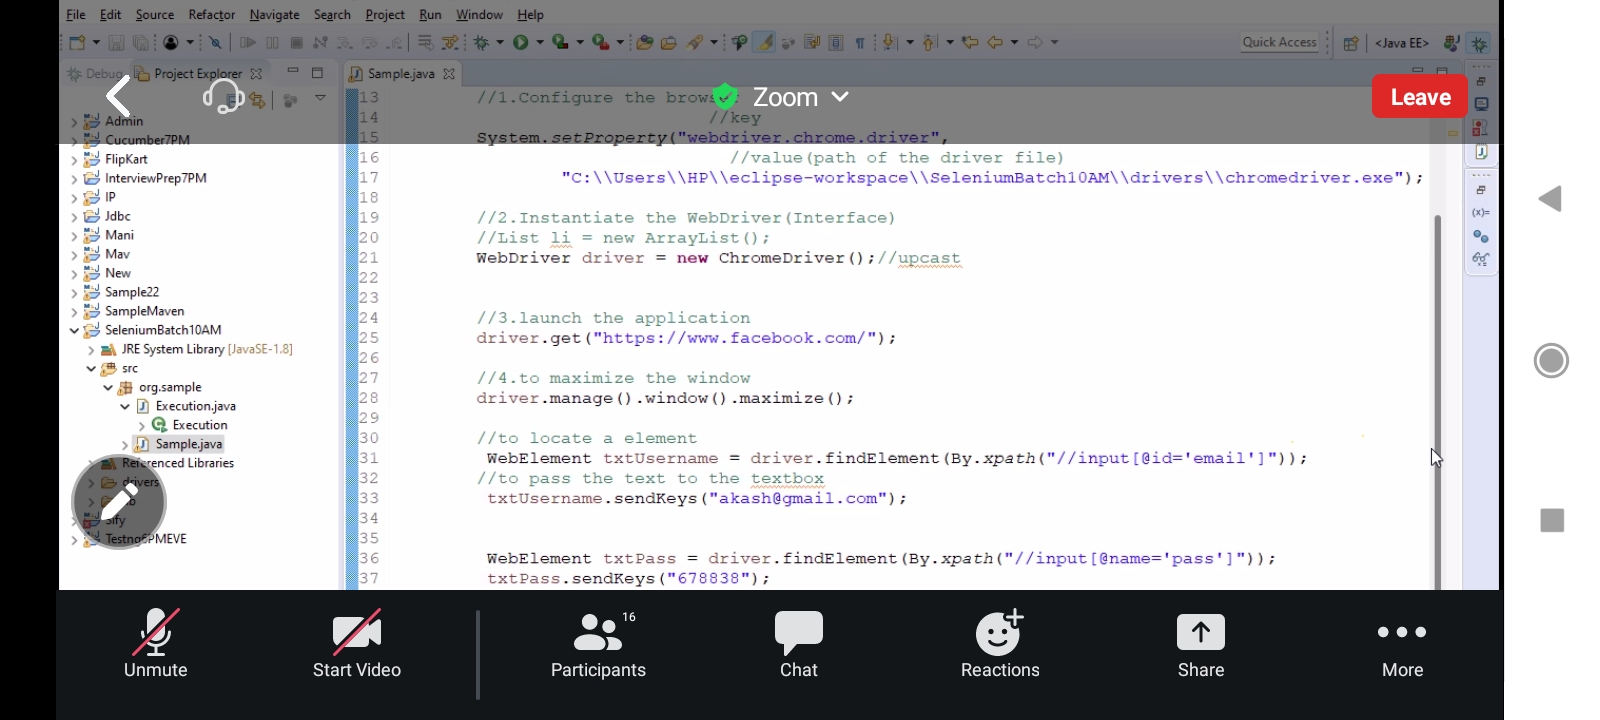 File Edit Source Refactor Navigate Search Project Run Window Help
Quick Access <Java EE>
Debug Project Explorer Sample.java
Zoom Leave
Admin
Cucumber7PM
FlipKart
InterviewPrep7PM
IP
Jdbc
Mani
Mav
New
Sample22
SampleMaven
SeleniumBatch10AM
JRE System Library [JavaSE-1.8]
src
org.sample
Execution.java
Execution
Sample.java
Referenced Libraries
drivers
Sify
13 //1.Configure the
14 //key
15 System.setProperty("webdriver.chrome.driver",
16 //value(path of the driver file)
17 "C:\\Users\\HP\\eclipse-workspace\\SeleniumBatch10AM\\drivers\\chromedriver.exe");
18
19 //2.Instantiate the WebDriver(Interface)
20 //List li = new ArrayList();
21 WebDriver driver = new ChromeDriver();//upcast
22
23
24 //3.launch the application
25 driver.get("https://www.facebook.com/");
26
27 //4.to maximize the window
28 driver.manage().window().maximize();
29
30 //to locate a element
31 WebElement txtUsername = driver.findElement(By.xpath("//input[@id='email']"));
32 //to pass the text to the textbox
33 txtUsername.sendKeys("akash@gmail.com");
34
35
36 WebElement txtPass = driver.findElement(By.xpath("//input[@name='pass']"));
37 txtPass.sendKeys("678838");
(x)=
16
Unmute Start Video Participants Chat Reactions Share More